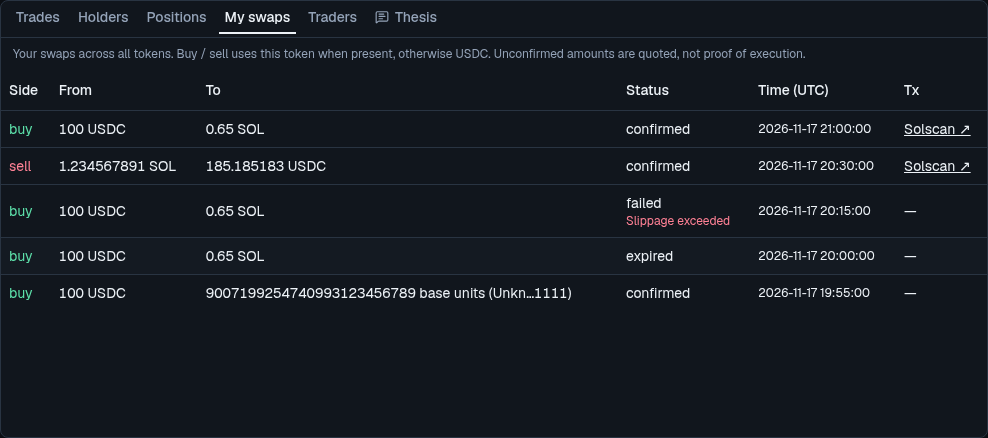 Trades Holders Positions My swaps Traders Thesis
Your swaps across all tokens. Buy / sell uses this token when present, otherwise USDC. Unconfirmed amounts are quoted, not proof of execution.
Side From To Status Time (UTC) Tx
buy 100 USDC 0.65 SOL confirmed 2026-11-17 21:00:00 Solscan ↗
sell 1.234567891 SOL 185.185183 USDC confirmed 2026-11-17 20:30:00 Solscan ↗
buy 100 USDC 0.65 SOL failed 2026-11-17 20:15:00 —
Slippage exceeded
buy 100 USDC 0.65 SOL expired 2026-11-17 20:00:00 —
buy 100 USDC 9007199254740993123456789 base units (Unkn…1111) confirmed 2026-11-17 19:55:00 —